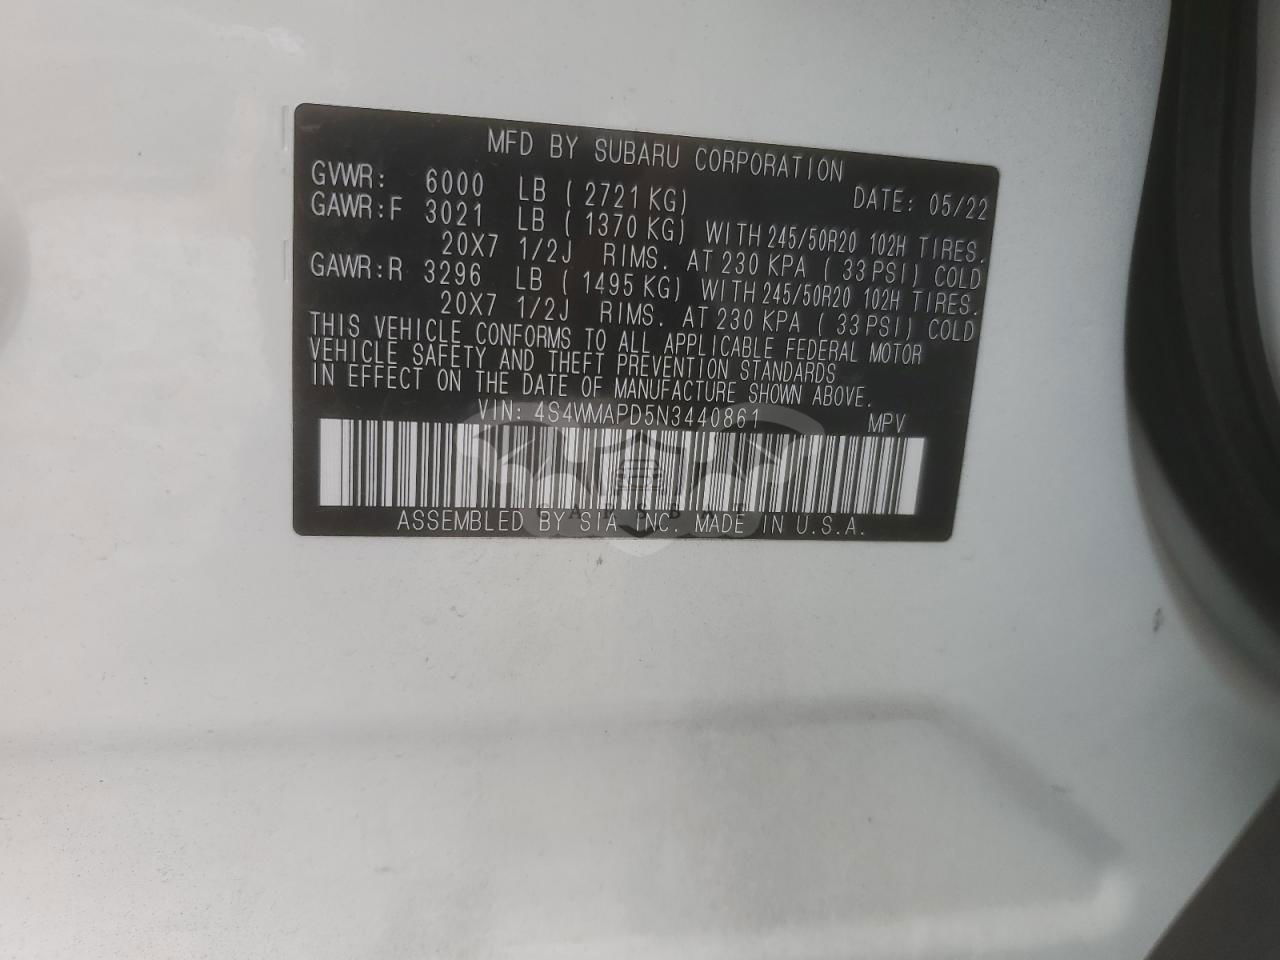 MFD BY SUBARU CORPORATION
GVWR: 6000 LB ( 2721 KG) DATE: 05/22
GAWR:F 3021 LB ( 1370 KG) WITH 245/50R20 102H TIRES.
20X7 1/2J RIMS. AT 230 KPA ( 33 PSI) COLD
GAWR:R 3296 LB ( 1495 KG) WITH 245/50R20 102H TIRES.
20X7 1/2J RIMS. AT 230 KPA ( 33 PSI) COLD
THIS VEHICLE CONFORMS TO ALL APPLICABLE FEDERAL MOTOR
VEHICLE SAFETY AND THEFT PREVENTION STANDARDS
IN EFFECT ON THE DATE OF MANUFACTURE SHOWN ABOVE.
VIN: 4S4WMAPD5N3440861 MPV
ASSEMBLED BY SIA INC. MADE IN U.S.A.